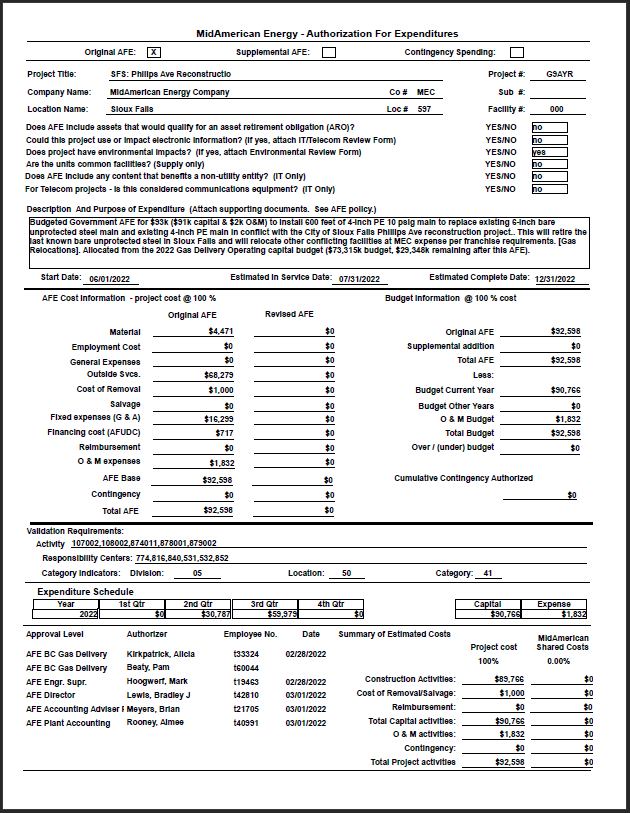 MidAmerican Energy - Authorization For Expenditures
Original AFE: X Supplemental AFE: Contingency Spending:
Project Title: SFS: Philips Ave Reconstructio Project #: G9AYR
Company Name: MidAmerican Energy Company Co # MEC Sub #:
Location Name: Sioux Falls Loc # 597 Facility #: 000
Does AFE include assets that would qualify for an asset retirement obligation (ARO)? YES/NO no
Could this project use or impact electronic information? (If yes, attach IT/Telecom Review Form) YES/NO no
Does project have environmental impacts? (If yes, attach Environmental Review Form) YES/NO yes
Are the units common facilities? (Supply only) YES/NO no
Does AFE include any content that benefits a non-utility entity? (IT Only) YES/NO no
For Telecom projects - is this considered communications equipment? (IT Only) YES/NO no
Description And Purpose of Expenditure (Attach supporting documents. See AFE policy.)
Budgeted Government AFE for $93k ($91k capital & $2k O&M) to install 600 feet of 4-inch PE 10 psig main to replace existing 6-inch bare
unprotected steel main and existing 4-inch PE main in conflict with the City of Sioux Falls Phillips Ave reconstruction project.. This will retire the
last known bare unprotected steel in Sioux Falls and will relocate other conflicting facilities at MEC expense per franchise requirements. [Gas
Relocations]. Allocated from the 2022 Gas Delivery Operating capital budget ($73,315k budget, $29,348k remaining after this AFE).
Start Date: 06/01/2022 Estimated In Service Date: 07/31/2022 Estimated Complete Date: 12/31/2022
AFE Cost Information - project cost @ 100 % Budget Information @ 100 % cost
Original AFE Revised AFE
Material $4,471 $0 Original AFE $92,598
Employment Cost $0 $0 Supplemental addition $0
General Expenses $0 $0 Total AFE $92,598
Outside Svcs. $68,279 $0 Less:
Cost of Removal $1,000 $0 Budget Current Year $90,766
Salvage $0 $0 Budget Other Years $0
Fixed expenses (G & A) $16,299 $0 O & M Budget $1,832
Financing cost (AFUDC) $717 $0 Total Budget $92,598
Reimbursement $0 $0 Over / (under) budget $0
O & M expenses $1,832 $0
AFE Base $92,598 $0 Cumulative Contingency Authorized
Contingency $0 $0 $0
Total AFE $92,598 $0
Validation Requirements:
Activity 107002,108002,874011,878001,879002
Responsibility Centers: 774,816,840,531,532,852
Category Indicators: Division: 05 Location: 50 Category: 41
Expenditure Schedule
Year 1st Qtr 2nd Qtr 3rd Qtr 4th Qtr Capital Expense
2022 $0 $30,787 $59,979 $0 $90,766 $1,832
Approval Level Authorizer Employee No. Date Summary of Estimated Costs Project cost MidAmerican Shared Costs
100% 0.00%
AFE BC Gas Delivery Kirkpatrick, Alicia t33324 02/28/2022
AFE BC Gas Delivery Beaty, Pam t60044
AFE Engr. Supr. Hoogwerf, Mark t19463 02/28/2022 Construction Activities: $89,766 $0
AFE Director Lewis, Bradley J t42810 03/01/2022 Cost of Removal/Salvage: $1,000 $0
AFE Accounting Adviser Meyers, Brian t21705 03/01/2022 Reimbursement: $0 $0
AFE Plant Accounting Rooney, Aimee t40991 03/01/2022 Total Capital activities: $90,766 $0
O & M activities: $1,832 $0
Contingency: $0 $0
Total Project activities $92,598 $0